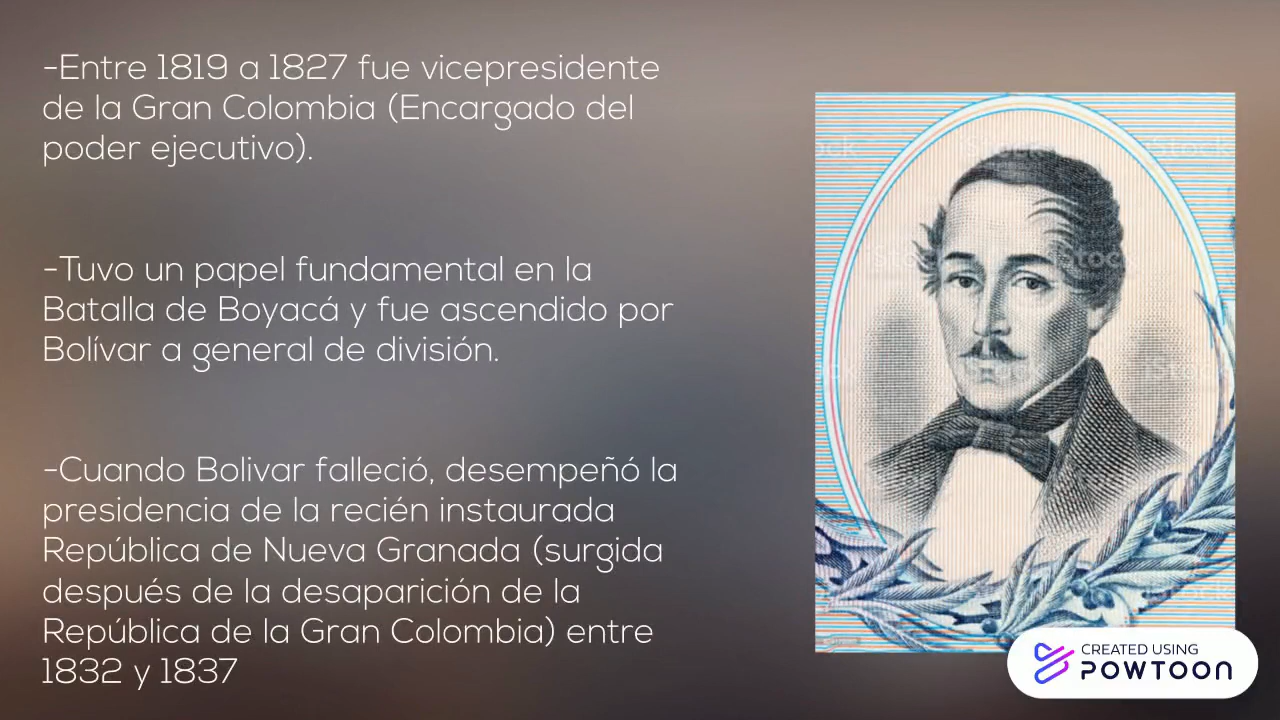 -Entre 1819 a 1827 fue vicepresidente
de la Gran Colombia (Encargado del
poder ejecutivo).
-Tuvo un papel fundamental en la
Batalla de Boyacá y fue ascendido por
Bolívar a general de división.
-Cuando Bolivar falleció, desempeñó la
presidencia de la recién instaurada
República de Nueva Granada (surgida
después de la desaparición de la
República de la Gran Colombia) entre
1832 y 1837
iStock
CREATED USING
POWTOON